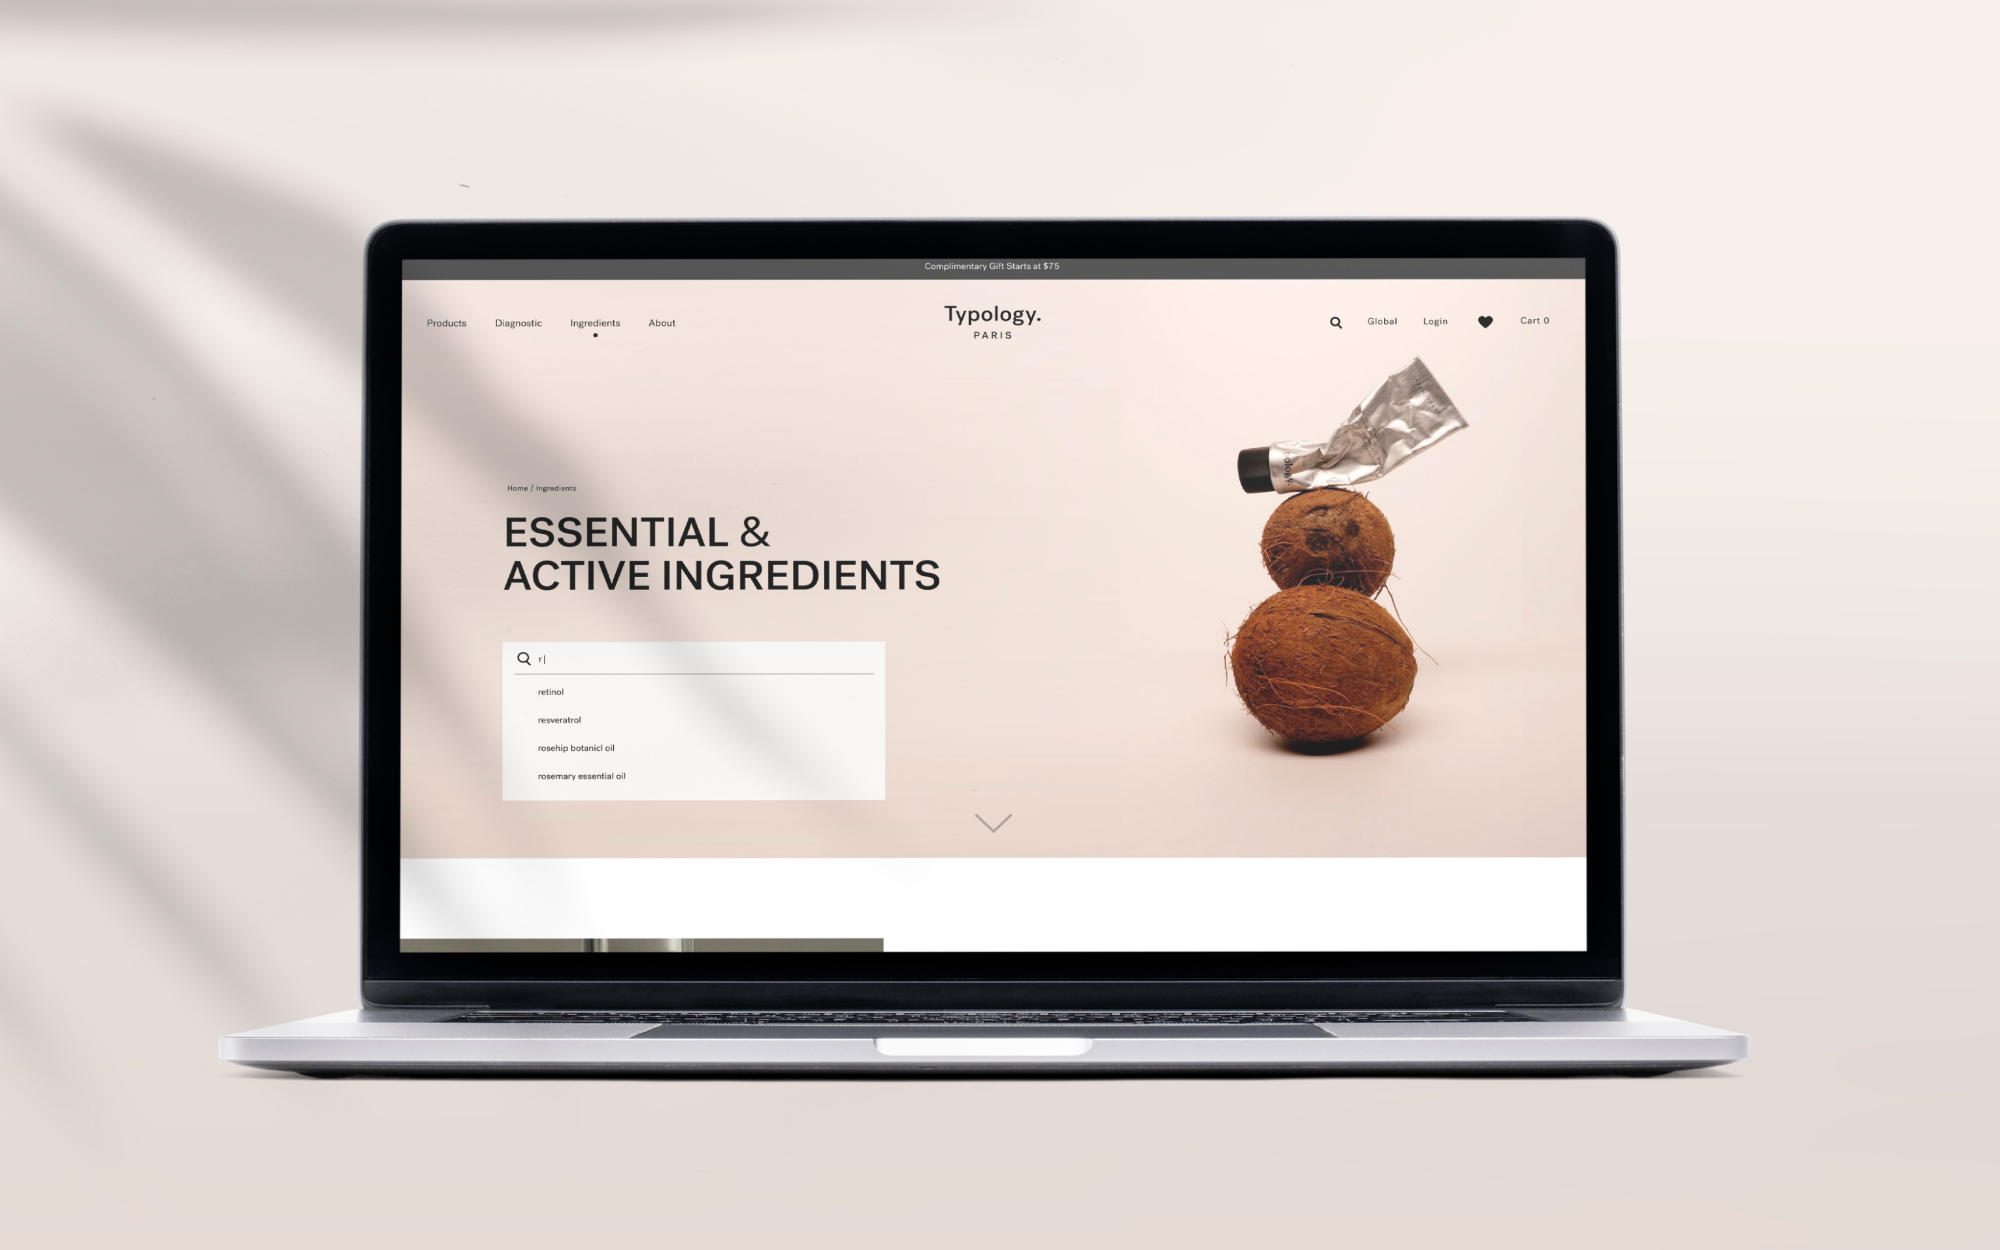 Complimentary Gift Starts at $75
Products Diagnostic Ingredients About
Typology.
PARIS
Global Login Cart 0
Home / Ingredients
ESSENTIAL &
ACTIVE INGREDIENTS
r|
retinol
resveratrol
rosehip botanicl oil
rosemary essential oil